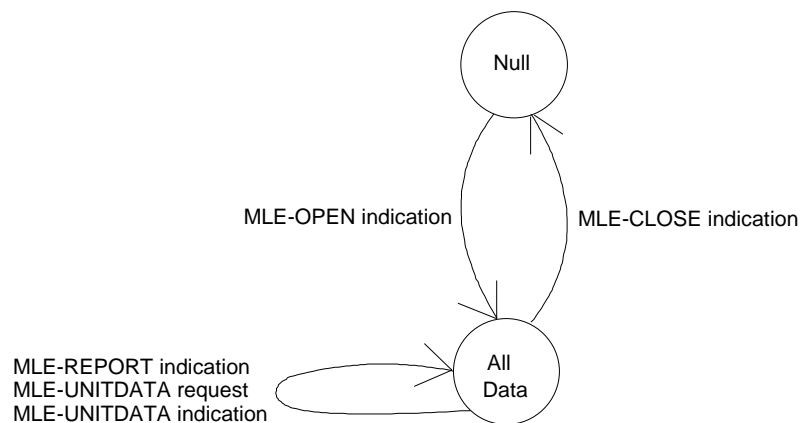 Null
MLE-OPEN indication
MLE-CLOSE indication
All
Data
MLE-REPORT indication
MLE-UNITDATA request
MLE-UNITDATA indication